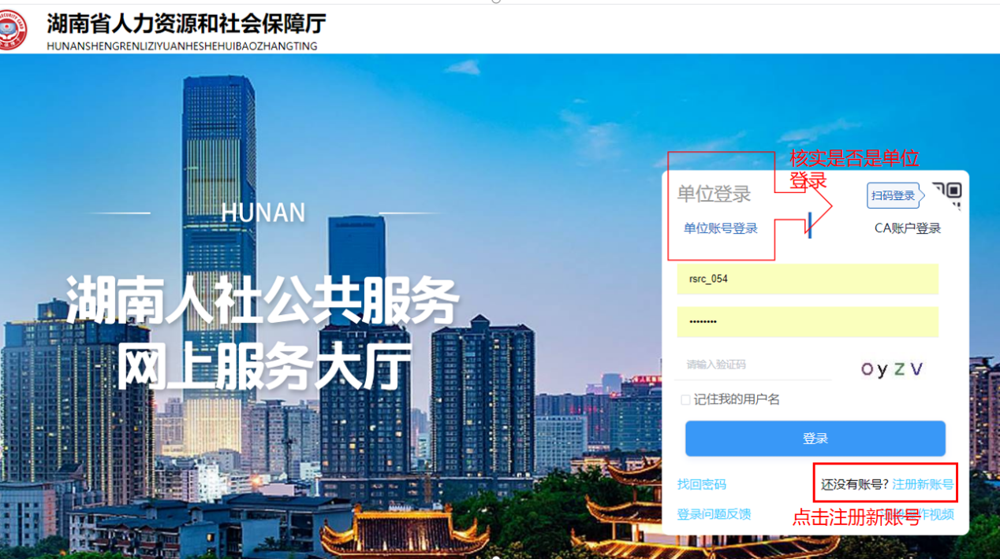 湖南省人力资源和社会保障厅
HUNANSHENGRENLIZIYUANHESHEHUIBAOZHANGTING
HUNAN
湖南人社公共服务
网上服务大厅
核实是否是单位
登录
单位登录
扫码登录
单位账号登录
CA账户登录
rsrc_054
••••••••
请输入验证码
OyZV
记住我的用户名
登录
找回密码
还没有账号?注册新账号
登录问题反馈
作视频
点击注册新账号